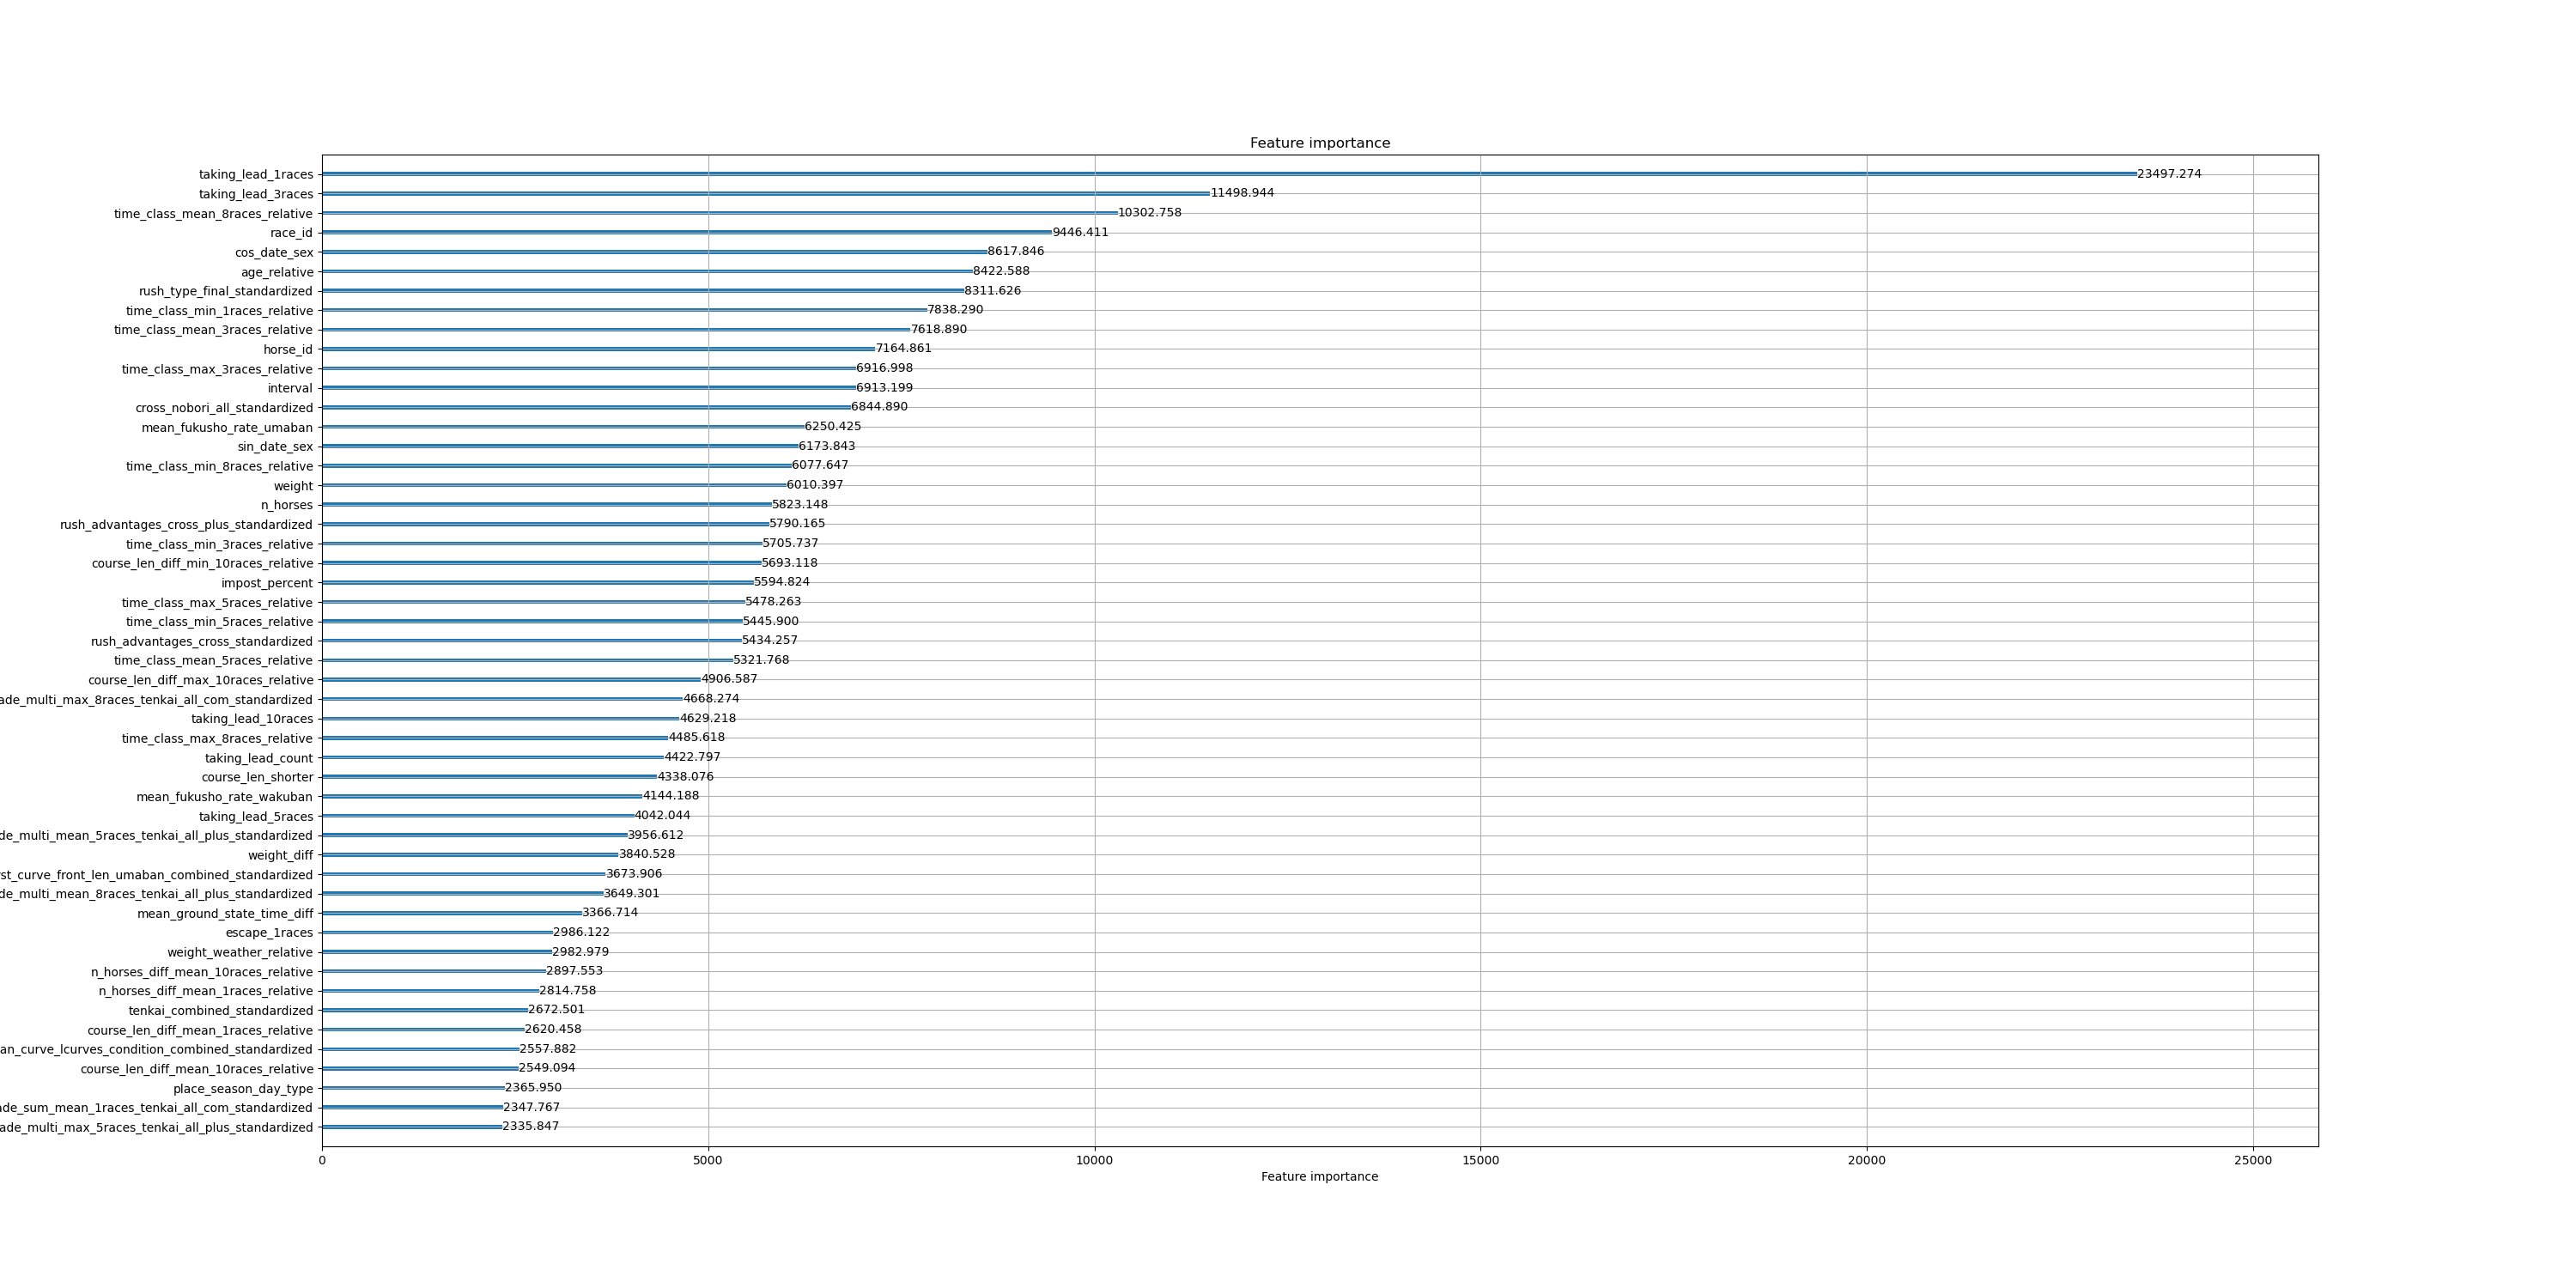 Feature importance
taking_lead_1races 23497.274
taking_lead_3races 11498.944
time_class_mean_8races_relative 10302.758
race_id 9446.411
cos_date_sex 8617.846
age_relative 8422.588
rush_type_final_standardized 8311.626
time_class_min_1races_relative 7838.290
time_class_mean_3races_relative 7618.890
horse_id 7164.861
time_class_max_3races_relative 6916.998
interval 6913.199
cross_nobori_all_standardized 6844.890
mean_fukusho_rate_umaban 6250.425
sin_date_sex 6173.843
time_class_min_8races_relative 6077.647
weight 6010.397
n_horses 5823.148
rush_advantages_cross_plus_standardized 5790.165
time_class_min_3races_relative 5705.737
course_len_diff_min_10races_relative 5693.118
impost_percent 5594.824
time_class_max_5races_relative 5478.263
time_class_min_5races_relative 5445.900
rush_advantages_cross_standardized 5434.257
time_class_mean_5races_relative 5321.768
course_len_diff_max_10races_relative 4906.587
ade_multi_max_8races_tenkai_all_com_standardized 4668.274
taking_lead_10races 4629.218
time_class_max_8races_relative 4485.618
taking_lead_count 4422.797
course_len_shorter 4338.076
mean_fukusho_rate_wakuban 4144.188
taking_lead_5races 4042.044
de_multi_mean_5races_tenkai_all_plus_standardized 3956.612
weight_diff 3840.528
st_curve_front_len_umaban_combined_standardized 3673.906
de_multi_mean_8races_tenkai_all_plus_standardized 3649.301
mean_ground_state_time_diff 3366.714
escape_1races 2986.122
weight_weather_relative 2982.979
n_horses_diff_mean_10races_relative 2897.553
n_horses_diff_mean_1races_relative 2814.758
tenkai_combined_standardized 2672.501
course_len_diff_mean_1races_relative 2620.458
an_curve_lcurves_condition_combined_standardized 2557.882
course_len_diff_mean_10races_relative 2549.094
place_season_day_type 2365.950
ade_sum_mean_1races_tenkai_all_com_standardized 2347.767
ade_multi_max_5races_tenkai_all_plus_standardized 2335.847
0 5000 10000 15000 20000 25000
Feature importance